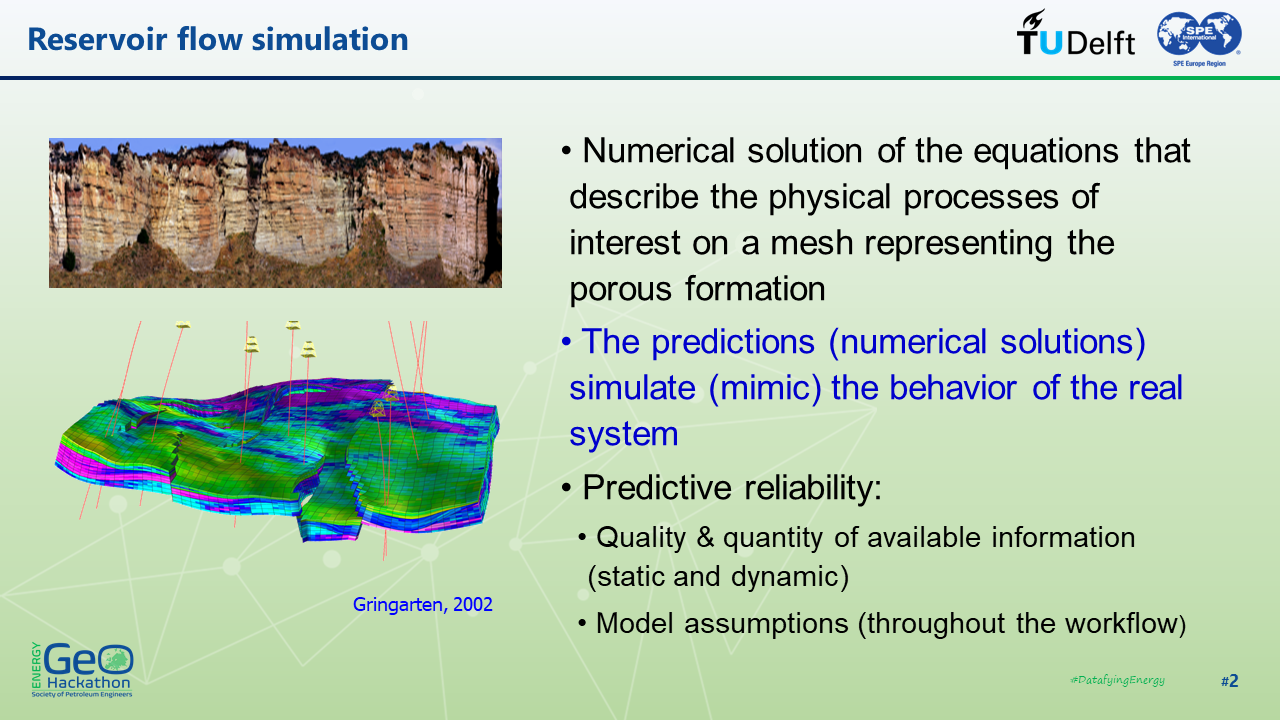 Reservoir flow simulation
TUDelft
SPE
International
SPE Europe Region
• Numerical solution of the equations that
describe the physical processes of
interest on a mesh representing the
porous formation
• The predictions (numerical solutions)
simulate (mimic) the behavior of the real
system
• Predictive reliability:
• Quality & quantity of available information
(static and dynamic)
• Model assumptions (throughout the workflow)
Gringarten, 2002
ENERGY
GeO
Hackathon
Society of Petroleum Engineers
#DatafyingEnergy
#2